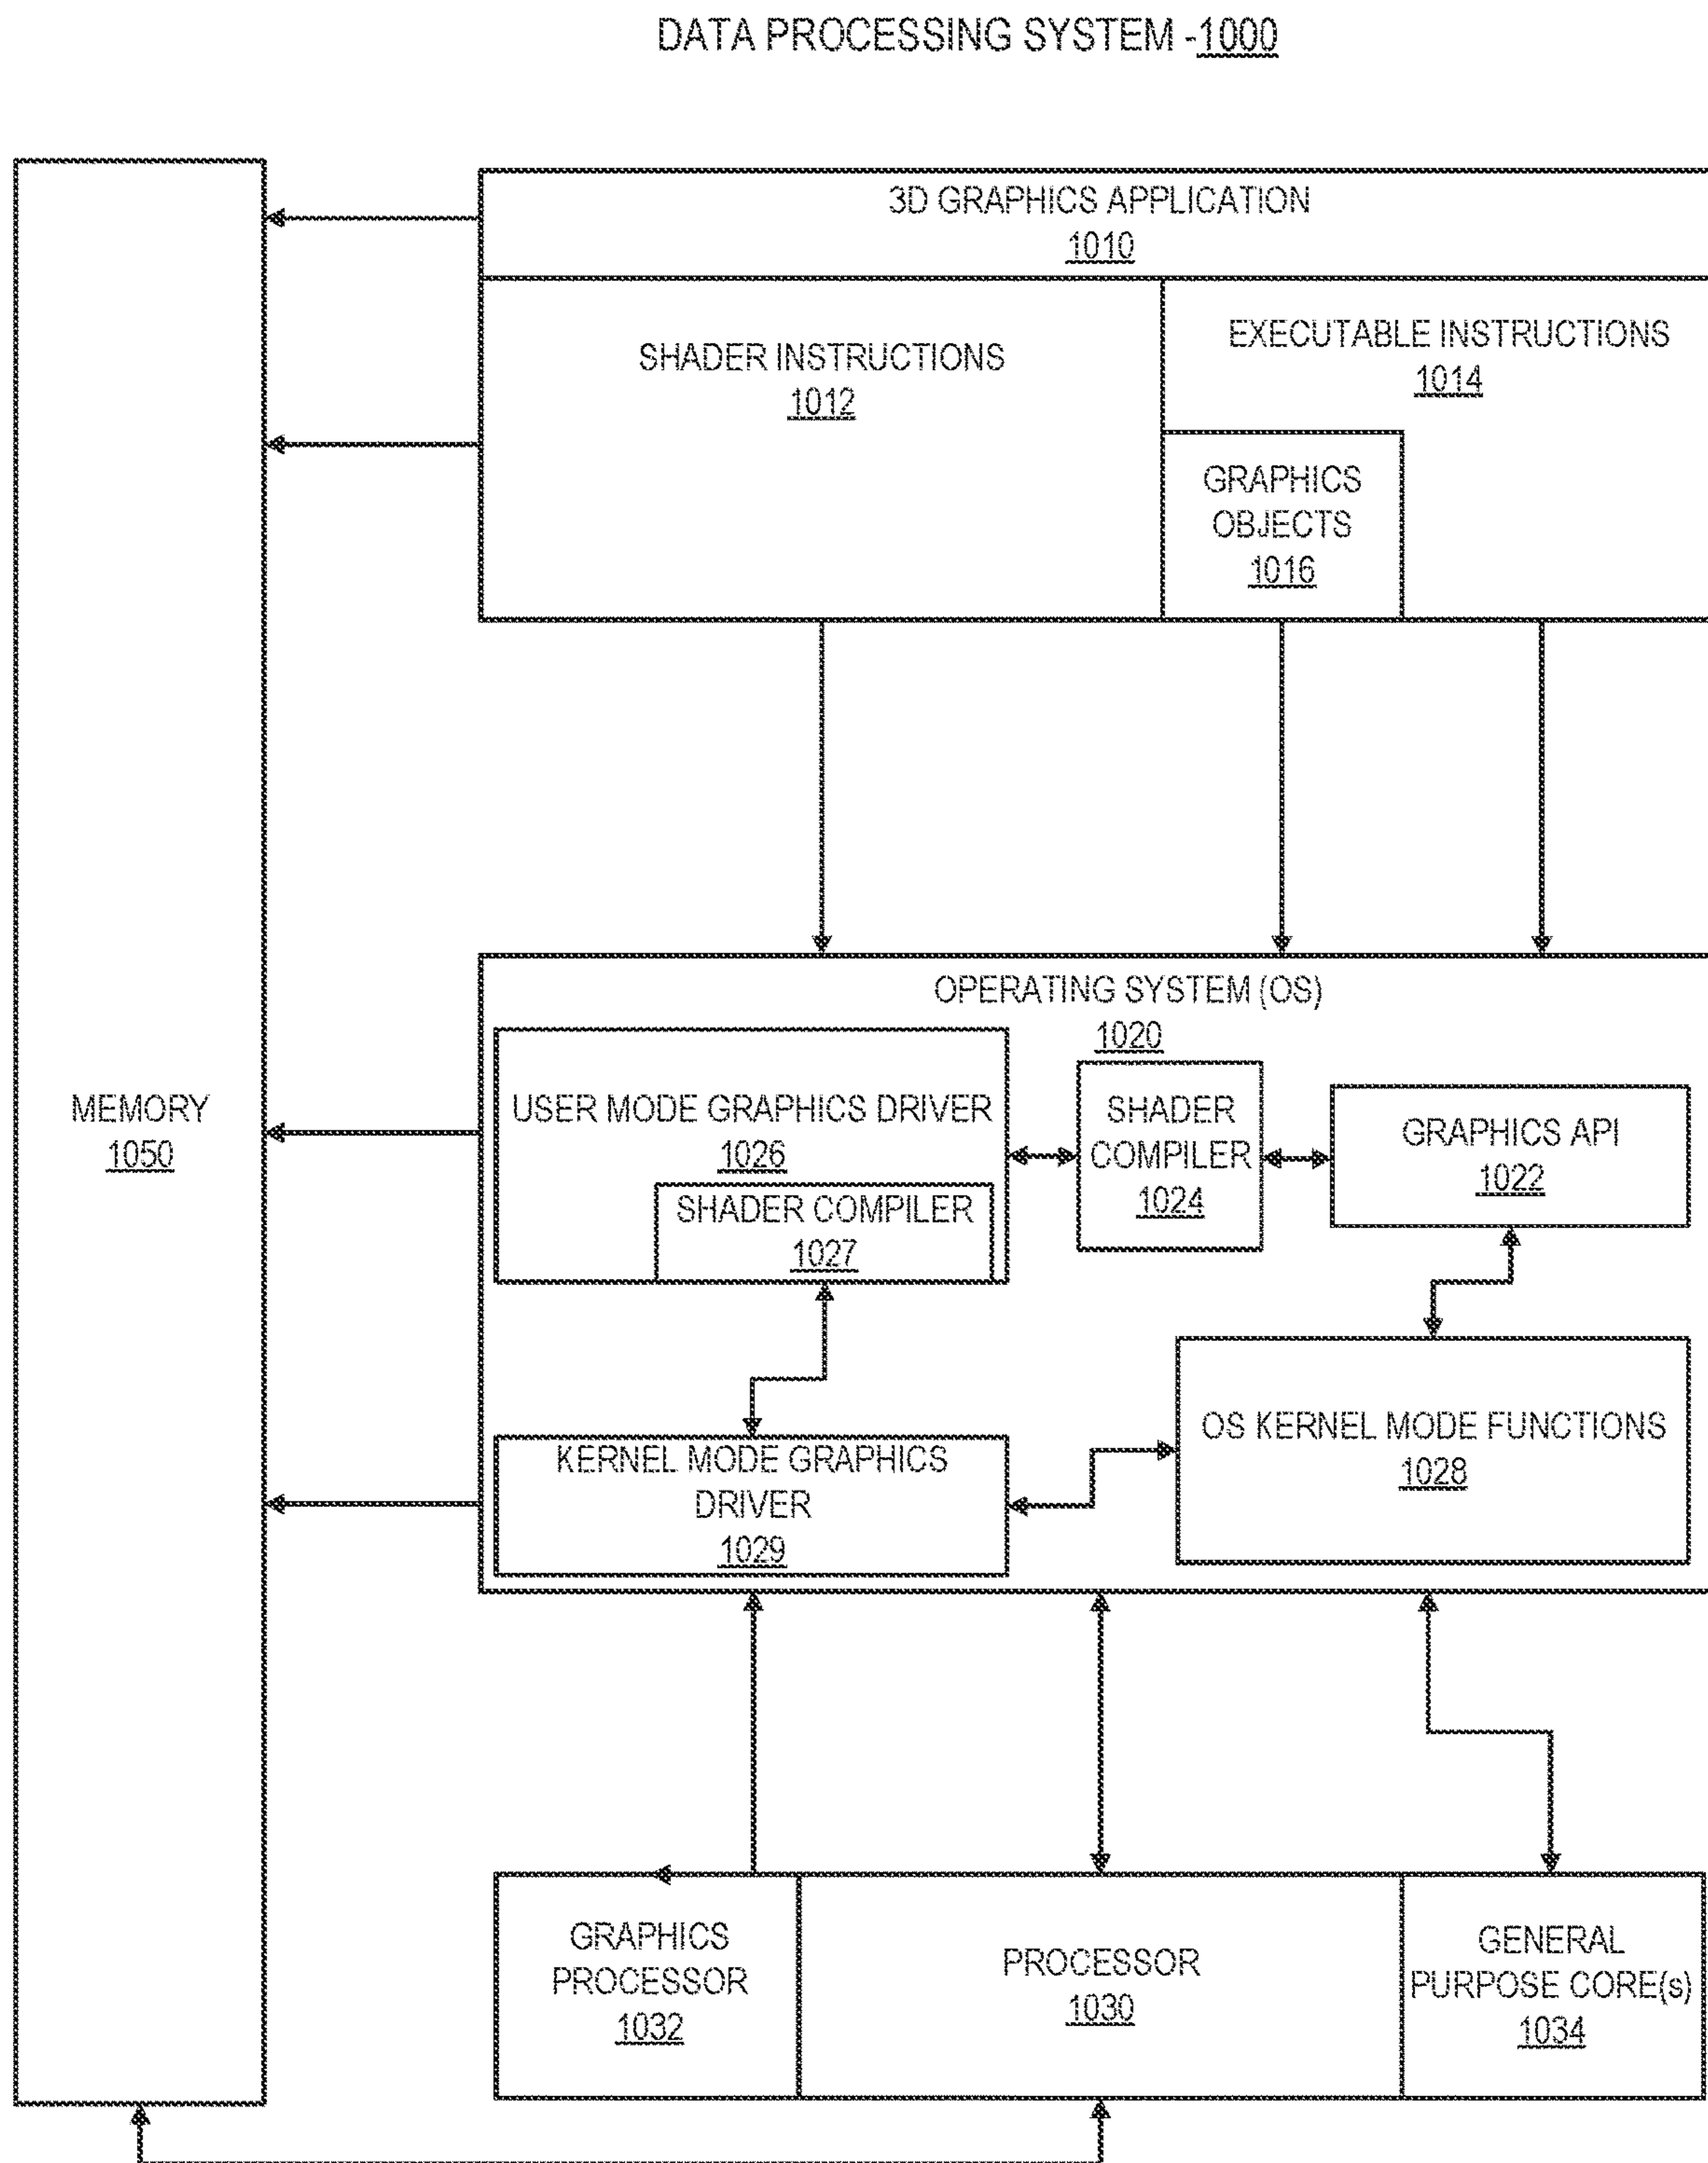 DATA PROCESSING SYSTEM -1000
3D GRAPHICS APPLICATION
1010
SHADER INSTRUCTIONS
1012
EXECUTABLE INSTRUCTIONS
1014
GRAPHICS
OBJECTS
1016
MEMORY
1050
OPERATING SYSTEM (OS)
1020
USER MODE GRAPHICS DRIVER
1026
SHADER COMPILER
1027
SHADER
COMPILER
1024
GRAPHICS API
1022
KERNEL MODE GRAPHICS
DRIVER
1029
OS KERNEL MODE FUNCTIONS
1028
GRAPHICS
PROCESSOR
1032
PROCESSOR
1030
GENERAL
PURPOSE CORE(s)
1034